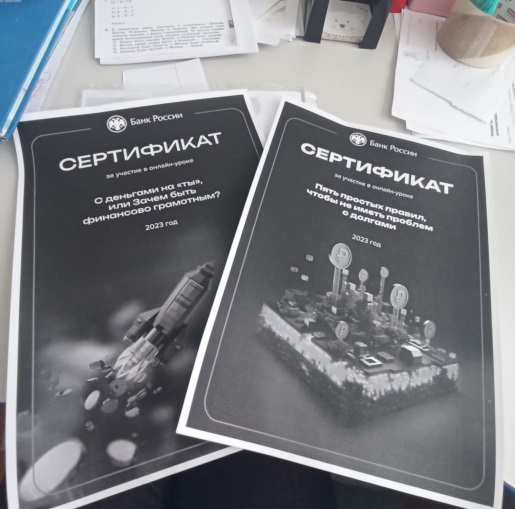 Банк России
СЕРТИФИКАТ
за участие в онлайн-уроке
С деньгами на «ты»,
или Зачем быть
финансово грамотным?
2023 год
Банк России
СЕРТИФИКАТ
за участие в онлайн-уроке
Пять простых правил,
чтобы не иметь проблем
с долгами
2023 год